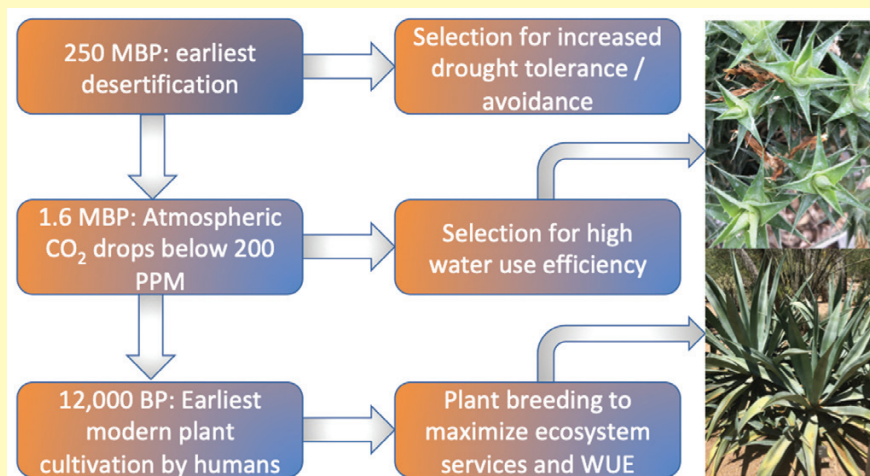 250 MBP: earliest
desertification
Selection for increased
drought tolerance /
avoidance
1.6 MBP: Atmospheric
CO₂ drops below 200
PPM
Selection for high
water use efficiency
12,000 BP: Earliest
modern plant
cultivation by humans
Plant breeding to
maximize ecosystem
services and WUE